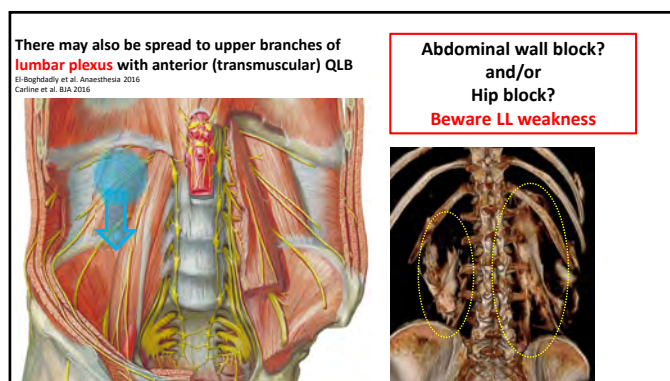 There may also be spread to upper branches of
lumbar plexus with anterior (transmuscular) QLB
El-Boghdadly et al. Anaesthesia 2016
Carline et al. BJA 2016
Abdominal wall block?
and/or
Hip block?
Beware LL weakness